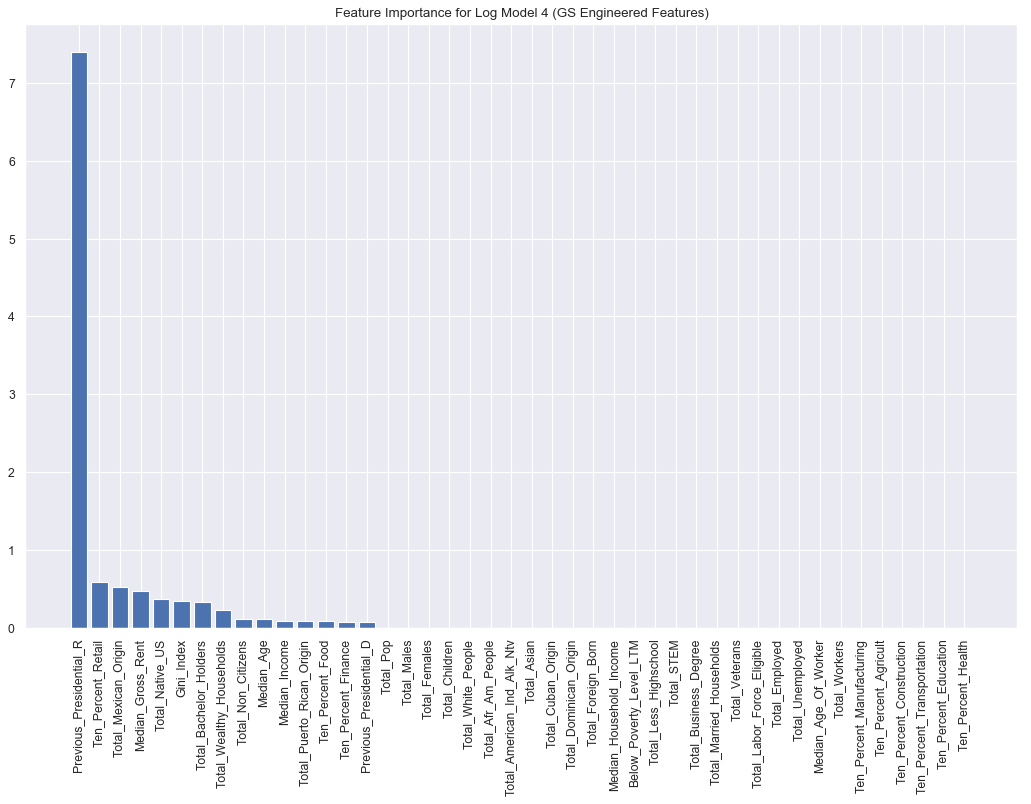 Feature Importance for Log Model 4 (GS Engineered Features)
7
6
5
4
3
2
1
0
Previous_Presidential_R
Ten_Percent_Retail
Total_Mexican_Origin
Median_Gross_Rent
Total_Native_US
Gini_Index
Total_Bachelor_Holders
Total_Wealthy_Households
Total_Non_Citizens
Median_Age
Median_Income
Total_Puerto_Rican_Origin
Ten_Percent_Food
Ten_Percent_Finance
Previous_Presidential_D
Total_Pop
Total_Males
Total_Females
Total_Children
Total_White_People
Total_Afr_Am_People
Total_American_Ind_Alk_Ntv
Total_Asian
Total_Cuban_Origin
Total_Dominican_Origin
Total_Foreign_Born
Median_Household_Income
Below_Poverty_Level_LTM
Total_Less_Highschool
Total_STEM
Total_Business_Degree
Total_Married_Households
Total_Veterans
Total_Labor_Force_Eligible
Total_Employed
Total_Unemployed
Median_Age_Of_Worker
Total_Workers
Ten_Percent_Manufacturing
Ten_Percent_Agricult
Ten_Percent_Construction
Ten_Percent_Transportation
Ten_Percent_Education
Ten_Percent_Health